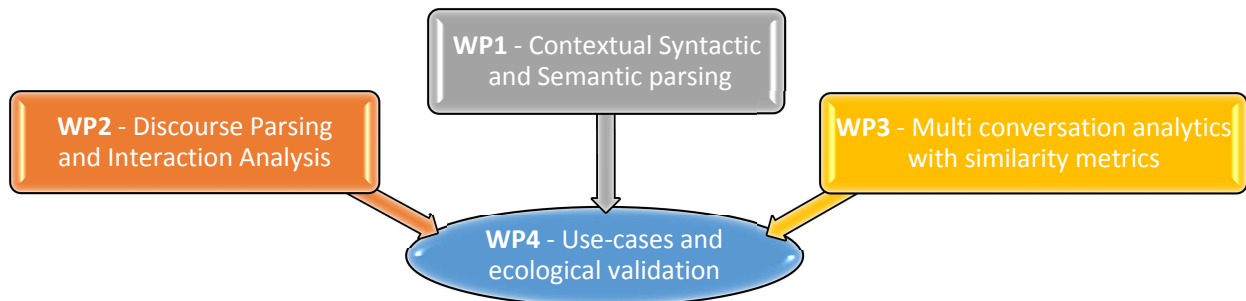 WP1 - Contextual Syntactic
and Semantic parsing
WP2 - Discourse Parsing
and Interaction Analysis
WP3 - Multi conversation analytics
with similarity metrics
WP4 - Use-cases and
ecological validation